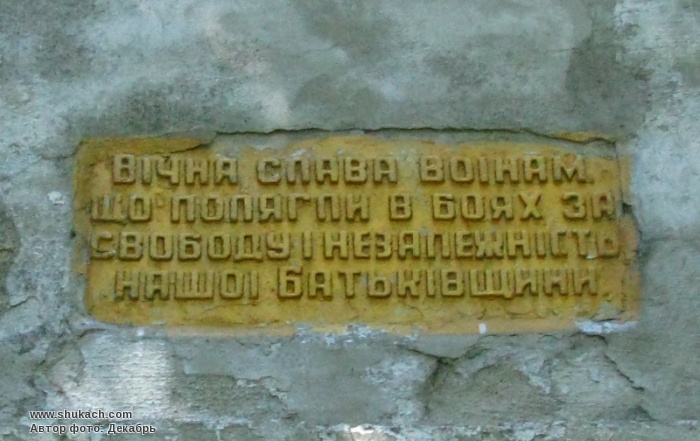 Вічна слава воїнам,
що полягли в боях за
свободу і незалежність
нашої Батьківщини
www.shukach.com
Автор фото: Декабрь